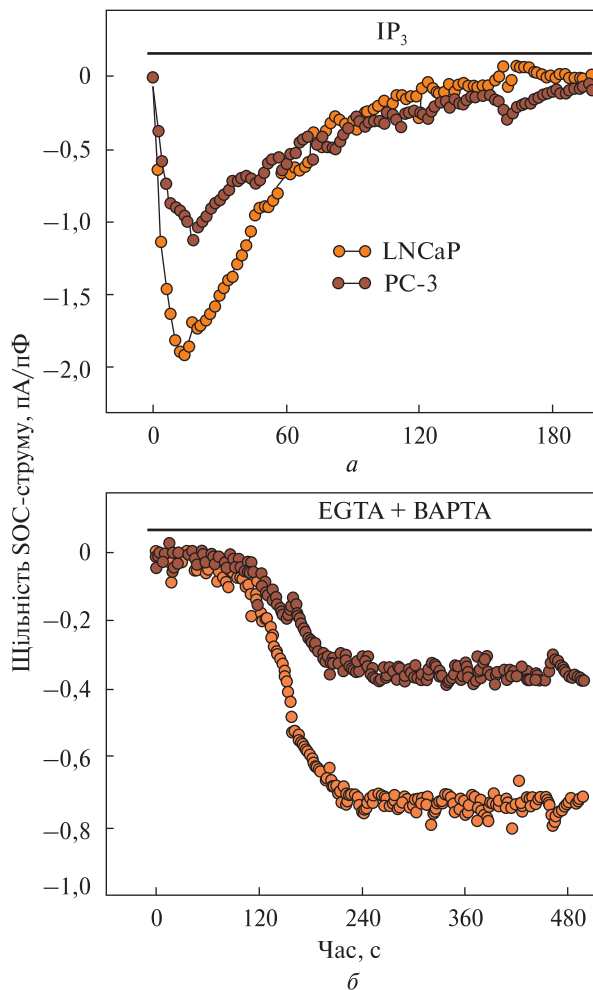 IP3
0
−0,5
−1,0
−1,5
−2,0
LNCaP
PC-3
0 60 120 180
а
Щільність SOC-струму, пА/пФ
EGTA + BAPTA
0
−0,2
−0,4
−0,6
−0,8
−1,0
0 120 240 360 480
Час, с
б